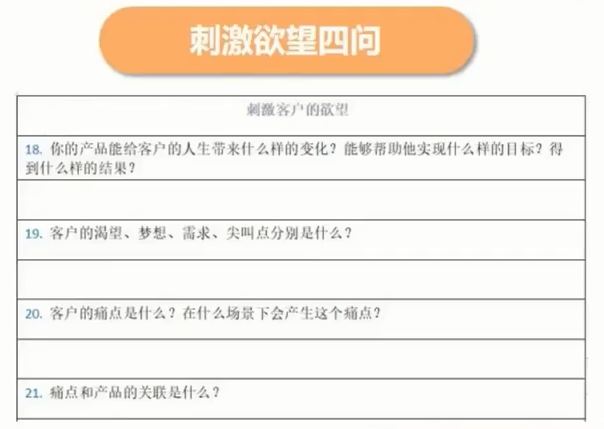 刺激欲望四问
刺激客户的欲望
18. 你的产品能给客户的人生带来什么样的变化？能够帮助他实现什么样的目标？得
到什么样的结果？
19. 客户的渴望、梦想、需求、尖叫点分别是什么？
20. 客户的痛点是什么？在什么场景下会产生这个痛点？
21. 痛点和产品的关联是什么？